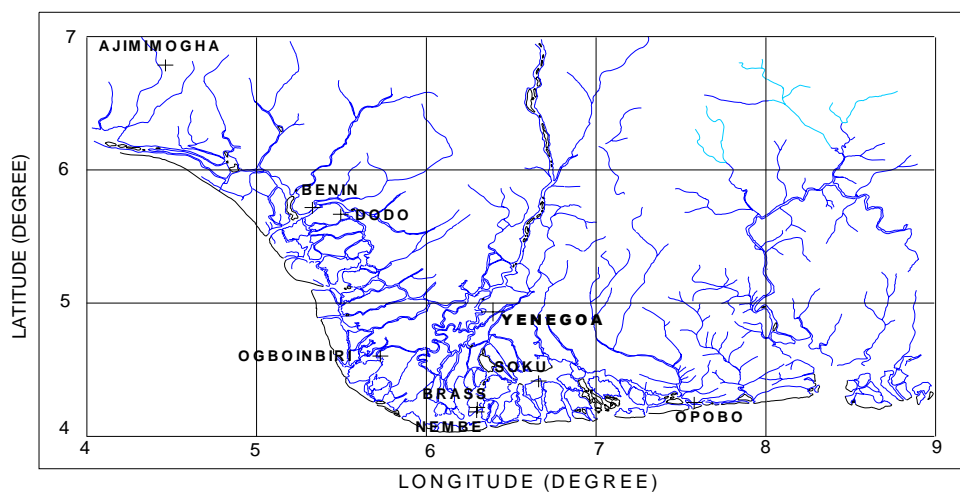 7
AJIMIMOGHA
6
BENIN
DODO
LATITUDE (DEGREE)
5
YENEGOA
OGBOINBIRI
SOKU
BRASS
NEMBE
OPOBO
4
4 5 6 7 8 9
LONGITUDE (DEGREE)